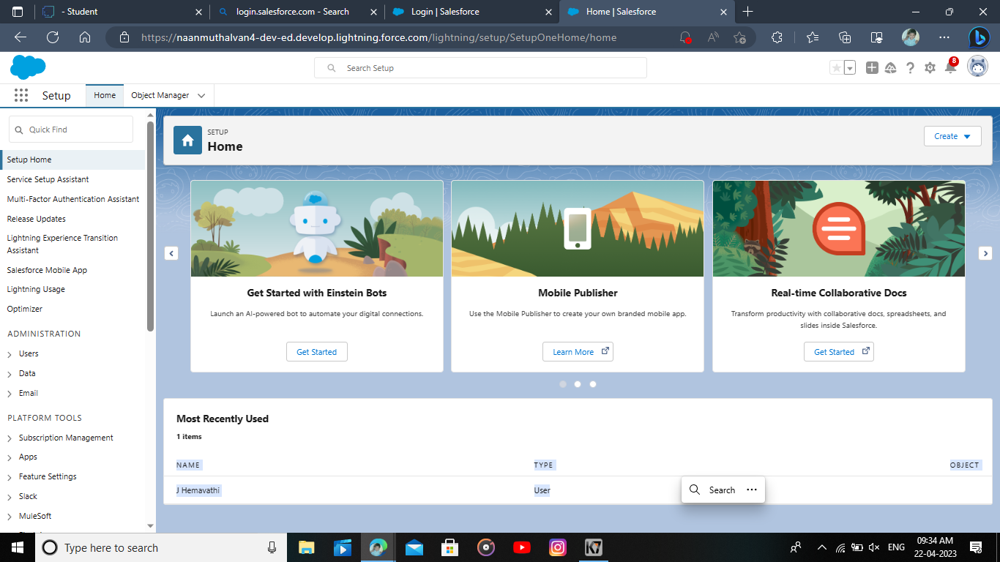 - Student
login.salesforce.com - Search
Login | Salesforce
Home | Salesforce
https://naanmuthalvan4-dev-ed.develop.lightning.force.com/lightning/setup/SetupOneHome/home
Search Setup
8
Setup
Home
Object Manager
Quick Find
Setup Home
Service Setup Assistant
Multi-Factor Authentication Assistant
Release Updates
Lightning Experience Transition
Assistant
Salesforce Mobile App
Lightning Usage
Optimizer
ADMINISTRATION
Users
Data
Email
PLATFORM TOOLS
Subscription Management
Apps
Feature Settings
Slack
MuleSoft
SETUP
Home
Create
Get Started with Einstein Bots
Launch an AI-powered bot to automate your digital connections.
Get Started
Mobile Publisher
Use the Mobile Publisher to create your own branded mobile app.
Learn More
Real-time Collaborative Docs
Transform productivity with collaborative docs, spreadsheets, and
slides inside Salesforce.
Get Started
Most Recently Used
1 items
NAME TYPE OBJECT
J Hemavathi User
Search
Type here to search
ENG
09:34 AM
22-04-2023